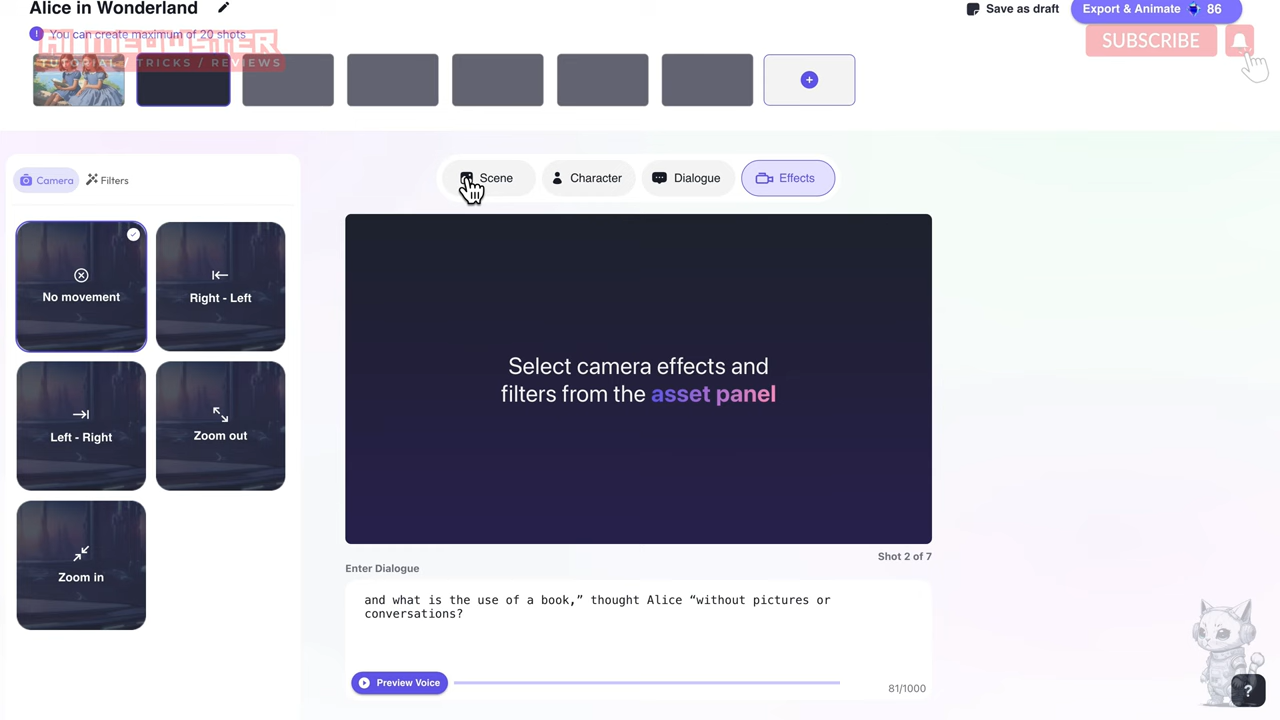 Alice in Wonderland
Save as draft
Export & Animate 86
You can create maximum of 20 shots
AI MEOWSTER
TUTORIAL / TRICKS / REVIEWS
SUBSCRIBE
Camera
Filters
Scene
Character
Dialogue
Effects
No movement
Right - Left
Left - Right
Zoom out
Zoom in
Select camera effects and
filters from the asset panel
Shot 2 of 7
Enter Dialogue
and what is the use of a book,” thought Alice “without pictures or
conversations?
Preview Voice
81/1000
?